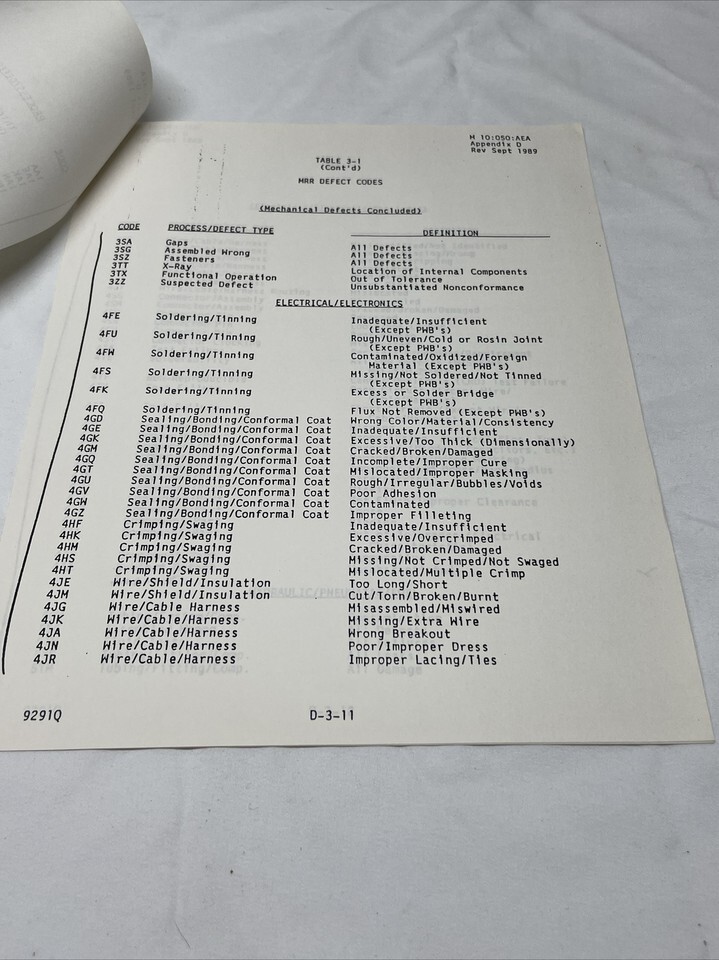 M 10:050:AEA
Appendix D
Rev Sept 1989
TABLE 3-1
(Cont'd)
MRR DEFECT CODES
(Mechanical Defects Concluded)
CODE PROCESS/DEFECT TYPE DEFINITION
3SA Gaps All Defects
3SG Assembled Wrong All Defects
3SZ Fasteners All Defects
3TT X-Ray Location of Internal Components
3TX Functional Operation Out of Tolerance
3ZZ Suspected Defect Unsubstantiated Nonconformance
ELECTRICAL/ELECTRONICS
4FE Soldering/Tinning Inadequate/Insufficient
(Except PWB's)
4FU Soldering/Tinning Rough/Uneven/Cold or Rosin Joint
(Except PWB's)
4FW Soldering/Tinning Contaminated/Oxidized/Foreign
Material (Except PWB's)
4FS Soldering/Tinning Missing/Not Soldered/Not Tinned
(Except PWB's)
4FK Soldering/Tinning Excess or Solder Bridge
(Except PWB's)
4FQ Soldering/Tinning Flux Not Removed (Except PWB's)
4GD Sealing/Bonding/Conformal Coat Wrong Color/Material/Consistency
4GE Sealing/Bonding/Conformal Coat Inadequate/Insufficient
4GK Sealing/Bonding/Conformal Coat Excessive/Too Thick (Dimensionally)
4GM Sealing/Bonding/Conformal Coat Cracked/Broken/Damaged
4GQ Sealing/Bonding/Conformal Coat Incomplete/Improper Cure
4GT Sealing/Bonding/Conformal Coat Mislocated/Improper Masking
4GU Sealing/Bonding/Conformal Coat Rough/Irregular/Bubbles/Voids
4GV Sealing/Bonding/Conformal Coat Poor Adhesion
4GW Sealing/Bonding/Conformal Coat Contaminated
4GZ Sealing/Bonding/Conformal Coat Improper Filleting
4HF Crimping/Swaging Inadequate/Insufficient
4HK Crimping/Swaging Excessive/Overcrimped
4HM Crimping/Swaging Cracked/Broken/Damaged
4HS Crimping/Swaging Missing/Not Crimped/Not Swaged
4HT Crimping/Swaging Mislocated/Multiple Crimp
4JE Wire/Shield/Insulation Too Long/Short
4JM Wire/Shield/Insulation Cut/Torn/Broken/Burnt
4JG Wire/Cable Harness Misassembled/Miswired
4JK Wire/Cable/Harness Missing/Extra Wire
4JA Wire/Cable/Harness Wrong Breakout
4JN Wire/Cable/Harness Poor/Improper Dress
4JR Wire/Cable/Harness Improper Lacing/Ties
9291Q D-3-11